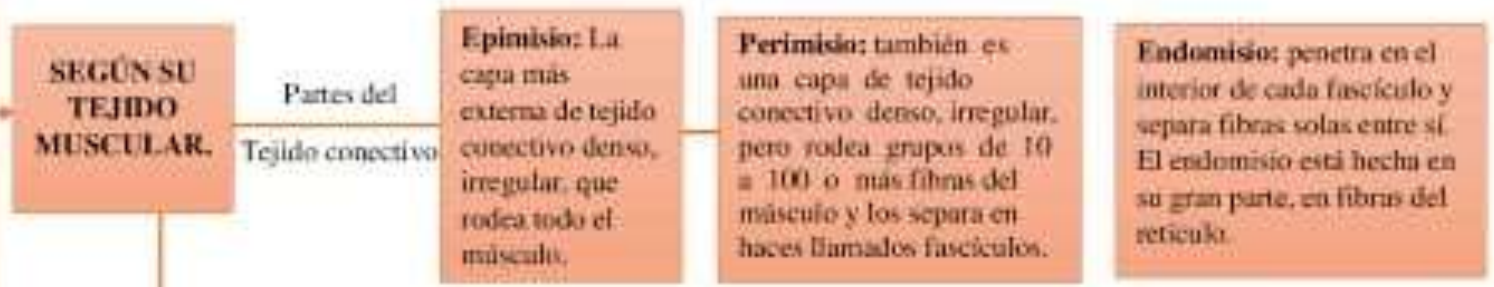 SEGÚN SU
TEJIDO
MUSCULAR.
Partes del
Tejido conectivo
Epimisio: La
capa más
externa de tejido
conectivo denso,
irregular, que
rodea todo el
músculo.
Perimisio: también es
una capa de tejido
conectivo denso, irregular,
pero rodea grupos de 10
a 100 o más fibras del
músculo y los separa en
haces llamados fascículos.
Endomisio: penetra en el
interior de cada fascículo y
separa fibras solas entre sí.
El endomisio está hecha en
su gran parte, en fibras del
retículo.